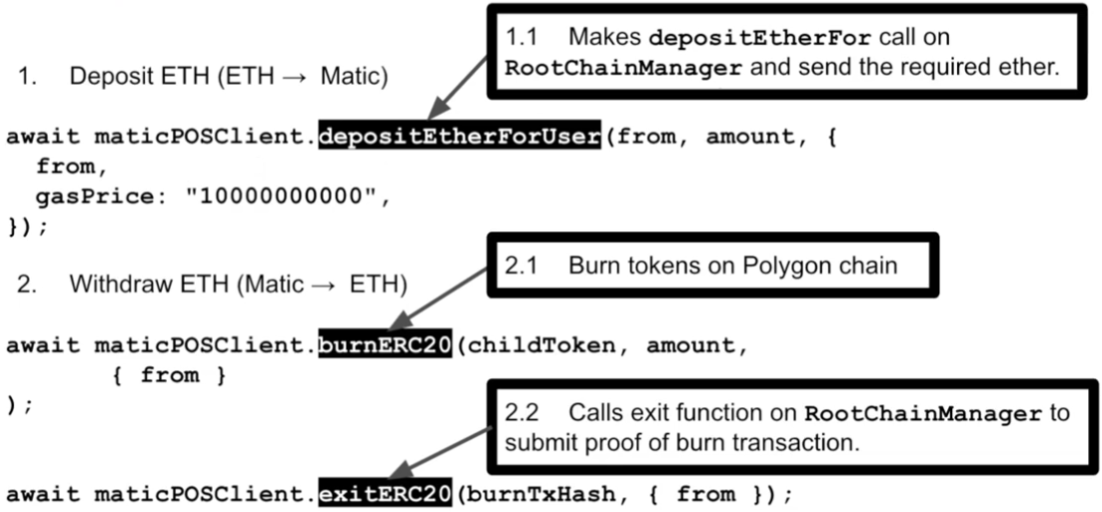 1.1 Makes depositEtherFor call on
RootChainManager and send the required ether.
1. Deposit ETH (ETH → Matic)
await maticPOSClient.depositEtherForUser(from, amount, {
from,
gasPrice: "10000000000",
});
2.1 Burn tokens on Polygon chain
2. Withdraw ETH (Matic → ETH)
await maticPOSClient.burnERC20(childToken, amount,
{ from }
);
2.2 Calls exit function on RootChainManager to
submit proof of burn transaction.
await maticPOSClient.exitERC20(burnTxHash, { from });